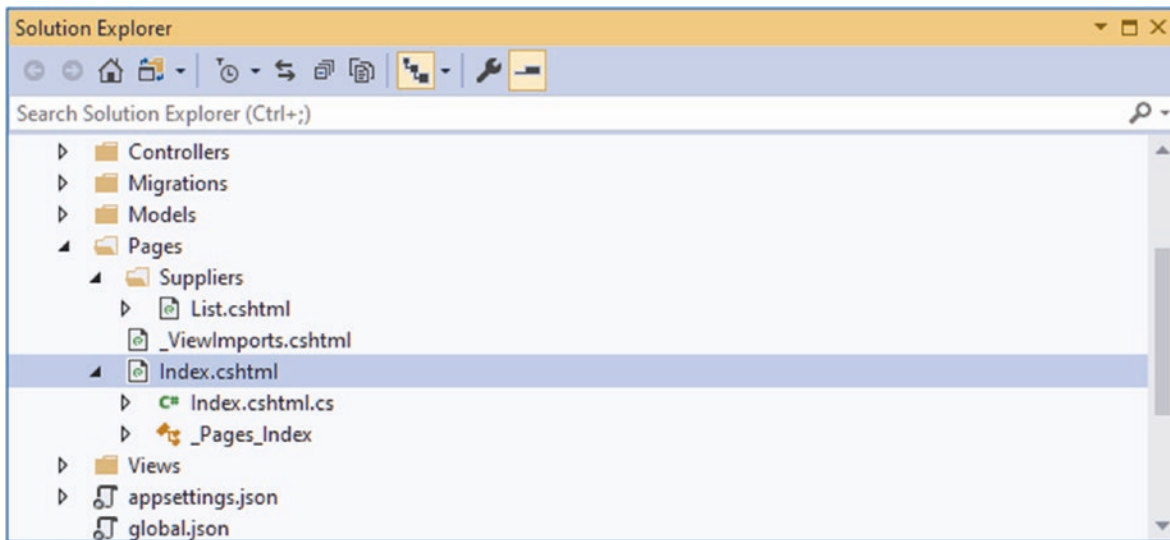 Solution Explorer
Search Solution Explorer (Ctrl+;)
Controllers
Migrations
Models
Pages
Suppliers
List.cshtml
_ViewImports.cshtml
Index.cshtml
C# Index.cshtml.cs
_Pages_Index
Views
appsettings.json
global.json